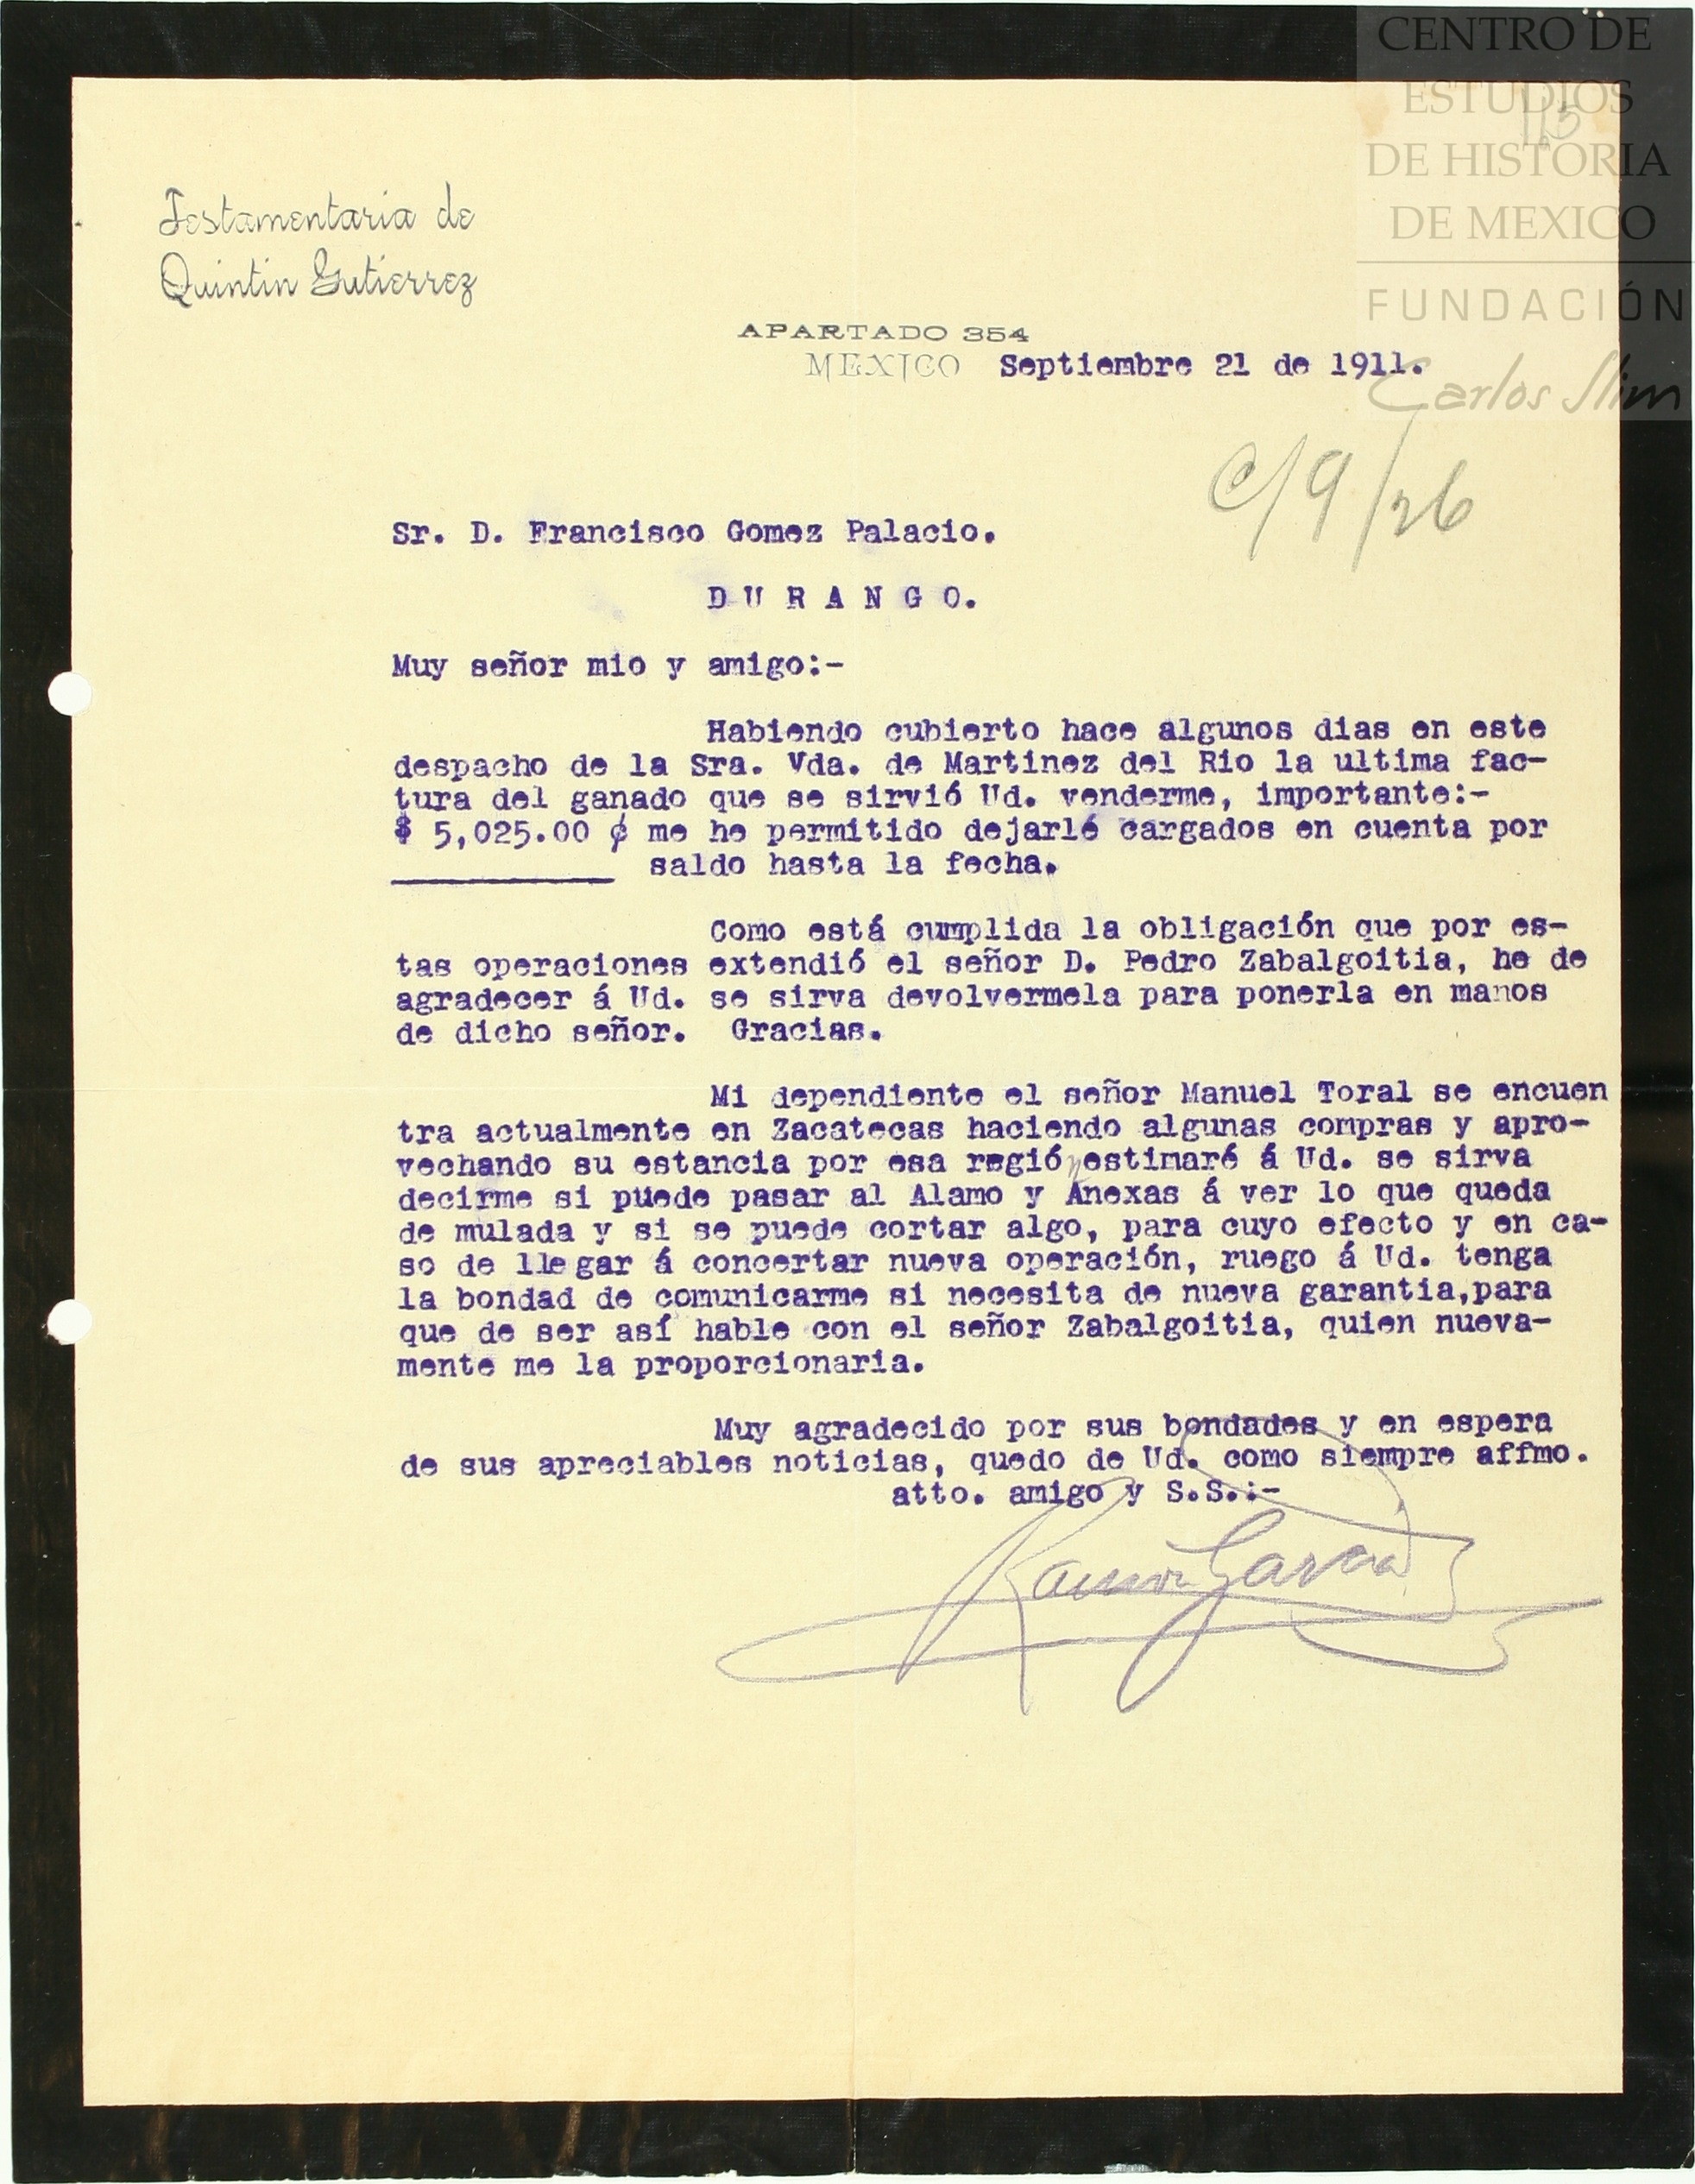 CENTRO DE
ESTUDIOS
DE HISTORIA
DE MEXICO
FUNDACIÓN
Carlos Slim
113
Testamentaria de
Quintin Gutierrez
APARTADO 354
MEXICO Septiembre 21 de 1911.
C/9/26
Sr. D. Francisco Gomez Palacio.
D U R A N G O.
Muy señor mio y amigo:-
Habiendo cubierto hace algunos dias en este
despacho de la Sra. Vda. de Martinez del Rio la ultima fac-
tura del ganado que se sirvió Ud. venderme, importante:-
$ 5,025.00 ¢ me he permitido dejarlé cargados en cuenta por
saldo hasta la fecha.
Como está cumplida la obligación que por es-
tas operaciones extendió el señor D. Pedro Zabalgoitia, he de
agradecer á Ud. se sirva devolvermela para ponerla en manos
de dicho señor. Gracias.
Mi dependiente el señor Manuel Toral se encuen
tra actualmente en Zacatecas haciendo algunas compras y apro-
vechando su estancia por esa región estimaré á Ud. se sirva
decirme si puede pasar al Alamo y Anexas á ver lo que queda
de mulada y si se puede cortar algo, para cuyo efecto y en ca-
so de llegar á concertar nueva operación, ruego á Ud. tenga
la bondad de comunicarme si necesita de nueva garantia,para
que de ser así hable con el señor Zabalgoitia, quien nueva-
mente me la proporcionaria.
Muy agradecido por sus bondades y en espera
de sus apreciables noticias, quedo de Ud. como siempre affmo.
atto. amigo y S.S.:-
Ramon Garcia